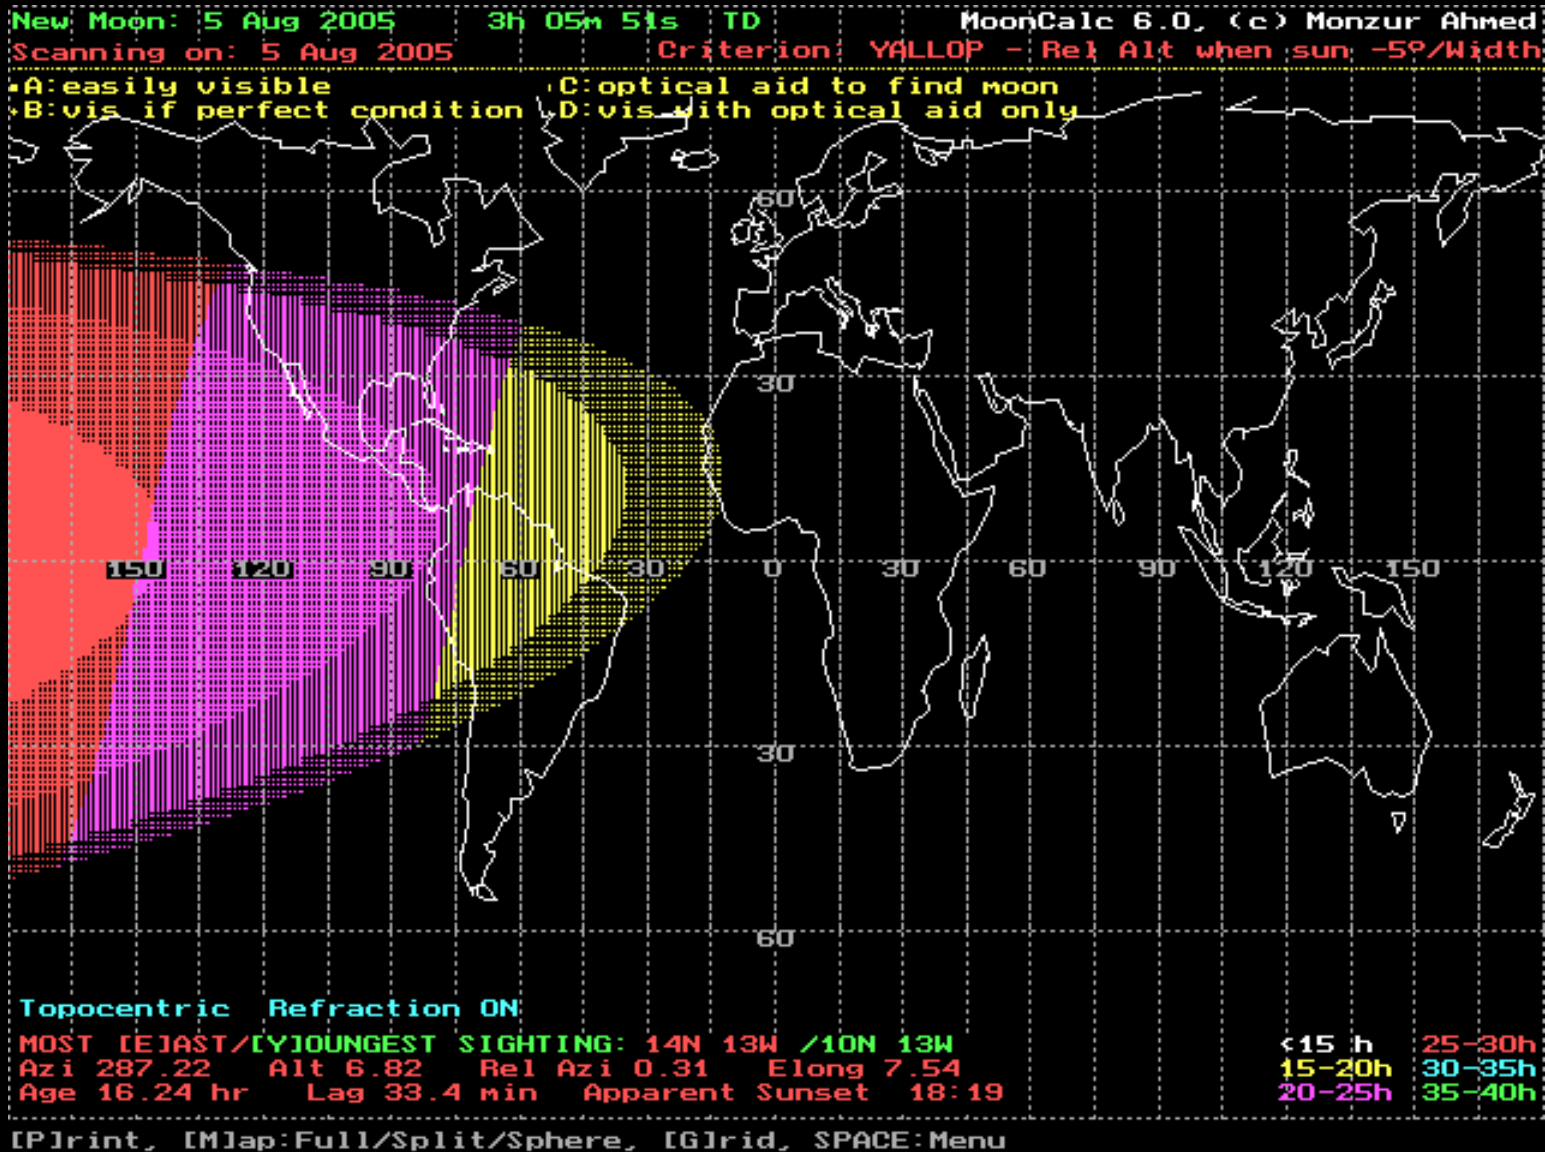 New Moon: 5 Aug 2005 3h 05m 51s TD MoonCalc 6.0, (c) Monzur Ahmed
Scanning on: 5 Aug 2005 Criterion: YALLOP - Rel Alt when sun -5º/Width
A:easily visible C:optical aid to find moon
B:vis if perfect condition D:vis with optical aid only
60
30
150 120 90 60 30 0 30 60 90 120 150
30
60
Topocentric Refraction ON
MOST [E]AST/[Y]OUNGEST SIGHTING: 14N 13W /10N 13W <15 h 25-30h
Azi 287.22 Alt 6.82 Rel Azi 0.31 Elong 7.54 15-20h 30-35h
Age 16.24 hr Lag 33.4 min Apparent Sunset 18:19 20-25h 35-40h
[P]rint, [M]ap:Full/Split/Sphere, [G]rid, SPACE:Menu